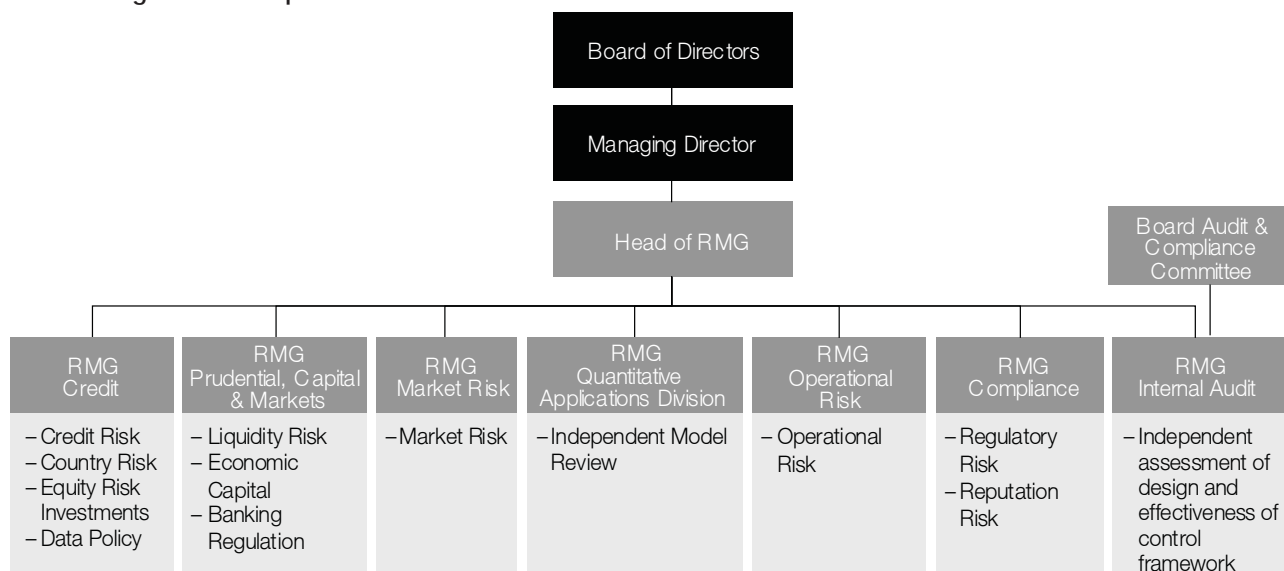 Board of Directors
Managing Director
Head of RMG
Board Audit &
Compliance
Committee
RMG
Credit
– Credit Risk
– Country Risk
– Equity Risk
Investments
– Data Policy
RMG
Prudential, Capital
& Markets
– Liquidity Risk
– Economic
Capital
– Banking
Regulation
RMG
Market Risk
– Market Risk
RMG
Quantitative
Applications Division
– Independent Model
Review
RMG
Operational
Risk
– Operational
Risk
RMG
Compliance
– Regulatory
Risk
– Reputation
Risk
RMG
Internal Audit
– Independent
assessment of
design and
effectiveness of
control
framework